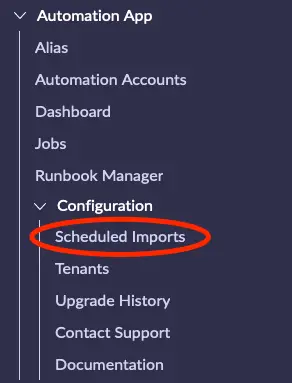 Automation App
Alias
Automation Accounts
Dashboard
Jobs
Runbook Manager
Configuration
Scheduled Imports
Tenants
Upgrade History
Contact Support
Documentation